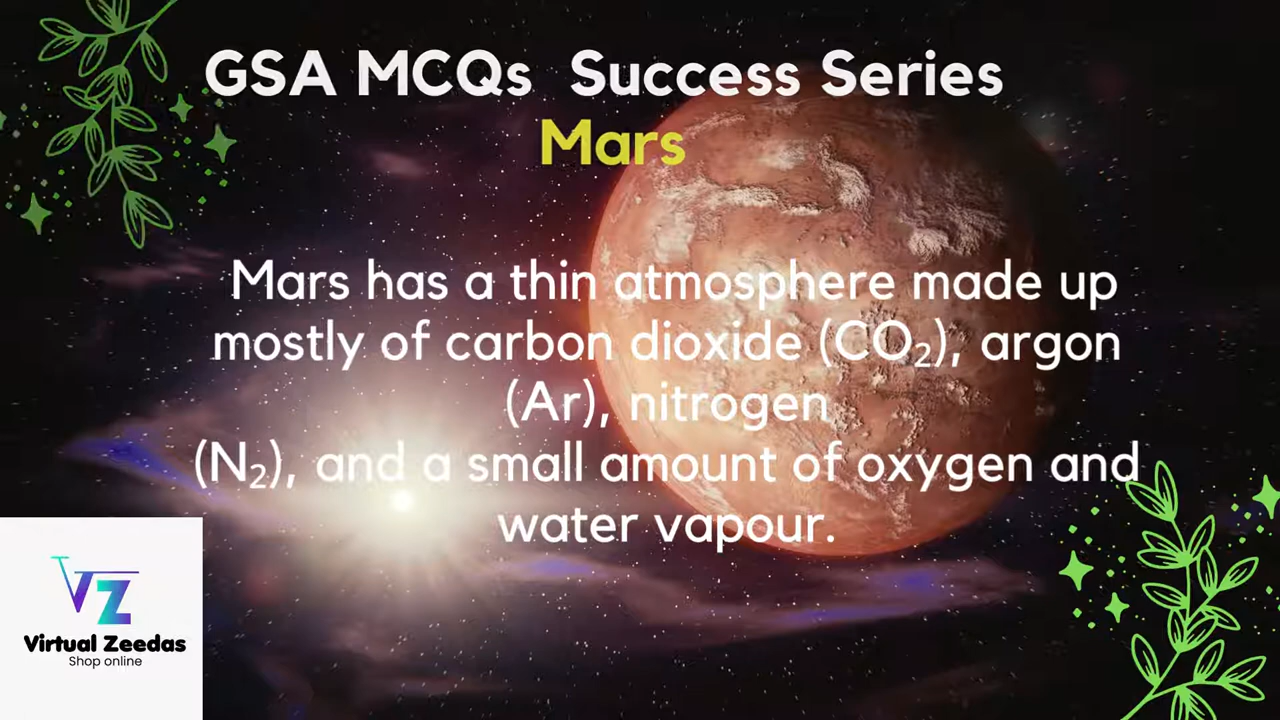 GSA MCQs Success Series
Mars
Mars has a thin atmosphere made up
mostly of carbon dioxide (CO₂), argon
(Ar), nitrogen
(N₂), and a small amount of oxygen and
water vapour.
VZ
Virtual Zeedas
Shop online